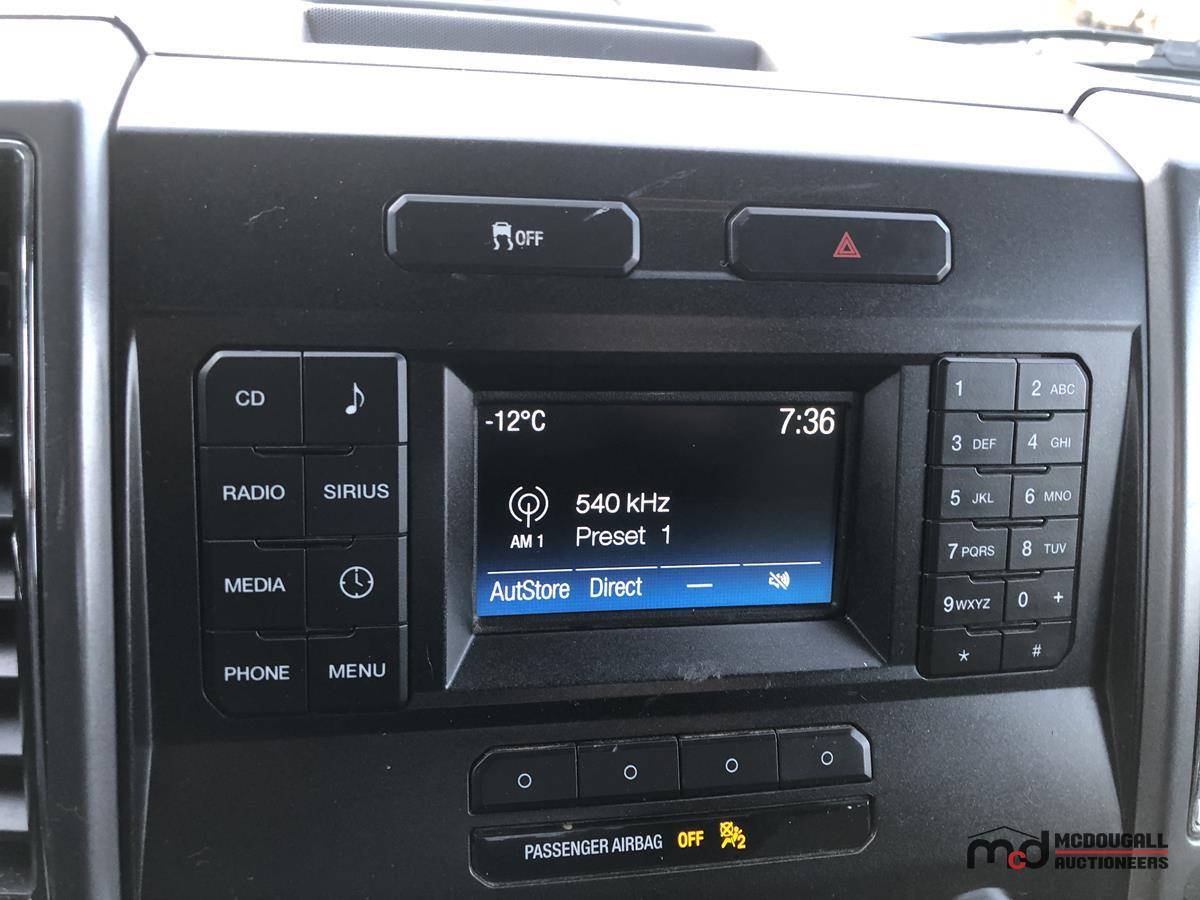 OFF
CD
RADIO SIRIUS
MEDIA
PHONE MENU
-12°C 7:36
540 kHz
AM 1 Preset 1
AutStore Direct —
1 2 ABC
3 DEF 4 GHI
5 JKL 6 MNO
7 PQRS 8 TUV
9 WXYZ 0 +
* #
PASSENGER AIRBAG OFF 2
mcd MCDOUGALL
AUCTIONEERS